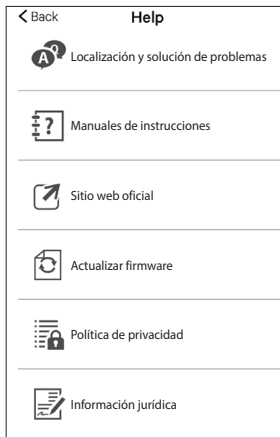 Back Help
Localización y solución de problemas
Manuales de instrucciones
Sitio web oficial
Actualizar firmware
Política de privacidad
Información jurídica